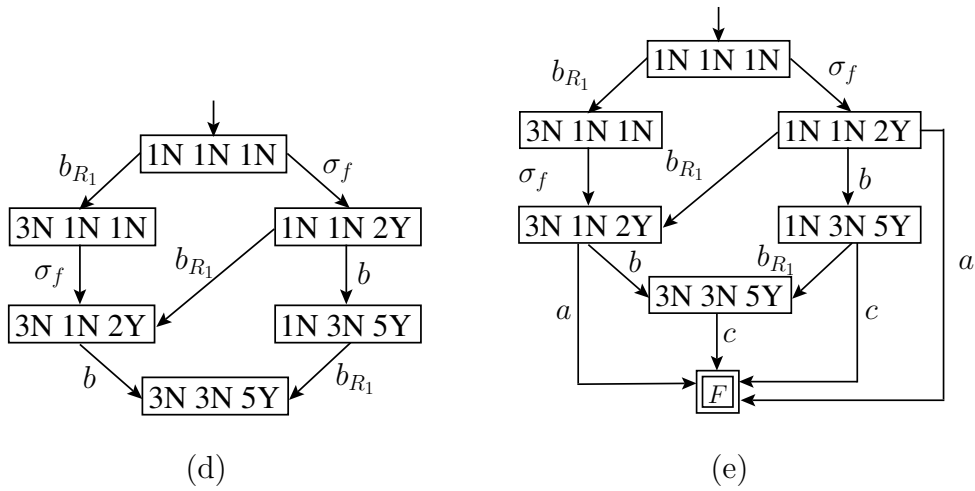 1N 1N 1N
b_{R_1}
σ_f
3N 1N 1N
1N 1N 2Y
σ_f
b_{R_1}
b
3N 1N 2Y
1N 3N 5Y
b
b_{R_1}
3N 3N 5Y
(d)
1N 1N 1N
b_{R_1}
σ_f
3N 1N 1N
1N 1N 2Y
σ_f
b_{R_1}
b
3N 1N 2Y
1N 3N 5Y
a
b
b_{R_1}
a
3N 3N 5Y
c
c
F
(e)